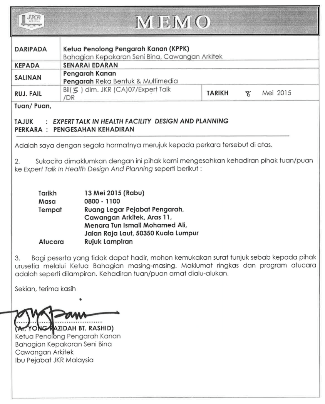 JKR
MEMO
DARIPADA Ketua Penolong Pengarah Kanan (KPPK)
Bahagian Kepakaran Seni Bina, Cawangan Arkitek
KEPADA SENARAI EDARAN
SALINAN Pengarah Kanan
Pengarah Reka Bentuk & Multimedia
RUJ. FAIL Bil(5) dlm. JKR (CA)07/Expert Talk /DR TARIKH 8 Mei 2015
Tuan/ Puan,
TAJUK : EXPERT TALK IN HEALTH FACILITY DESIGN AND PLANNING
PERKARA : PENGESAHAN KEHADIRAN
Adalah saya dengan segala hormatnya merujuk kepada perkara tersebut di atas.
2. Sukacita dimaklumkan dengan ini pihak kami mengesahkan kehadiran pihak tuan/puan
ke Expert Talk in Health Design And Planning seperti berikut :
Tarikh 13 Mei 2015 (Rabu)
Masa 0800 - 1100
Tempat Ruang Legar Pejabat Pengarah,
Cawangan Arkitek, Aras 11,
Menara Tun Ismail Mohamed Ali,
Jalan Raja Laut, 50350 Kuala Lumpur
Aturcara Rujuk Lampiran
3. Bagi peserta yang tidak dapat hadir, mohon kemukakan surat tunjuk sebab kepada pihak
urusetia melalui Ketua Bahagian masing-masing. Maklumat ringkas dan program aturcara
adalah seperti dilampiran. Kehadiran tuan/puan amat dialu-alukan.
Sekian, terima kasih
YONG RAZIDAH BT. RASHID)
Ketua Penolong Pengarah Kanan
Bahagian Kepakaran Seni Bina
Cawangan Arkitek
Ibu Pejabat JKR Malaysia